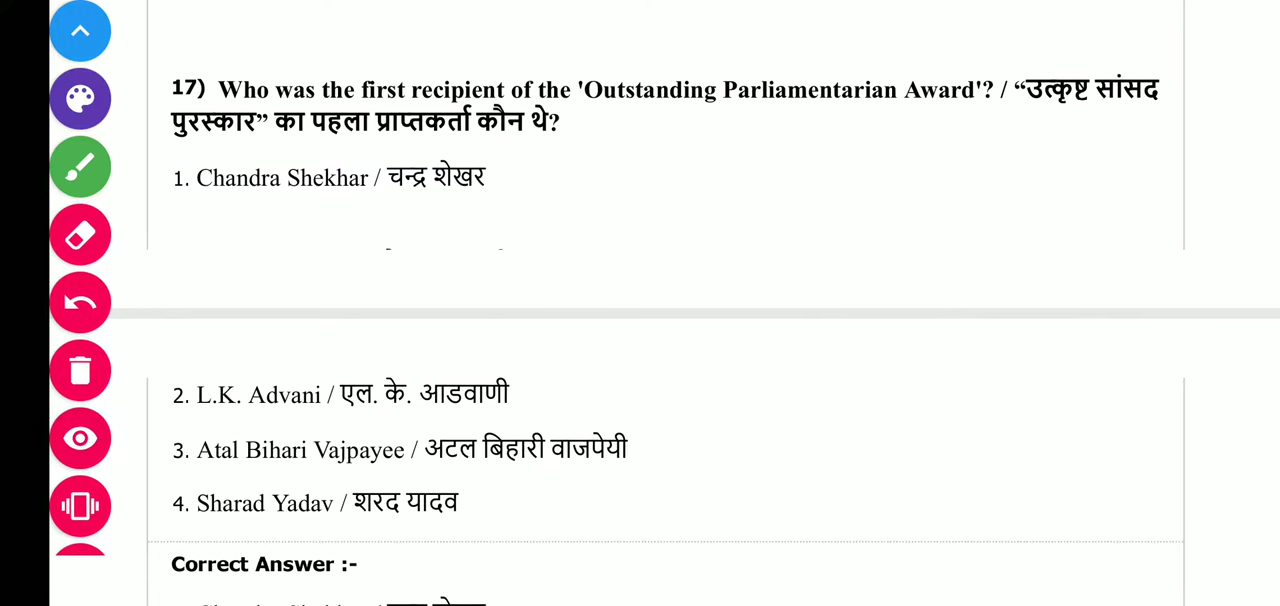 17) Who was the first recipient of the 'Outstanding Parliamentarian Award'? / “उत्कृष्ट सांसद
पुरस्कार” का पहला प्राप्तकर्ता कौन थे?
1. Chandra Shekhar / चन्द्र शेखर
2. L.K. Advani / एल. के. आडवाणी
3. Atal Bihari Vajpayee / अटल बिहारी वाजपेयी
4. Sharad Yadav / शरद यादव
Correct Answer :-